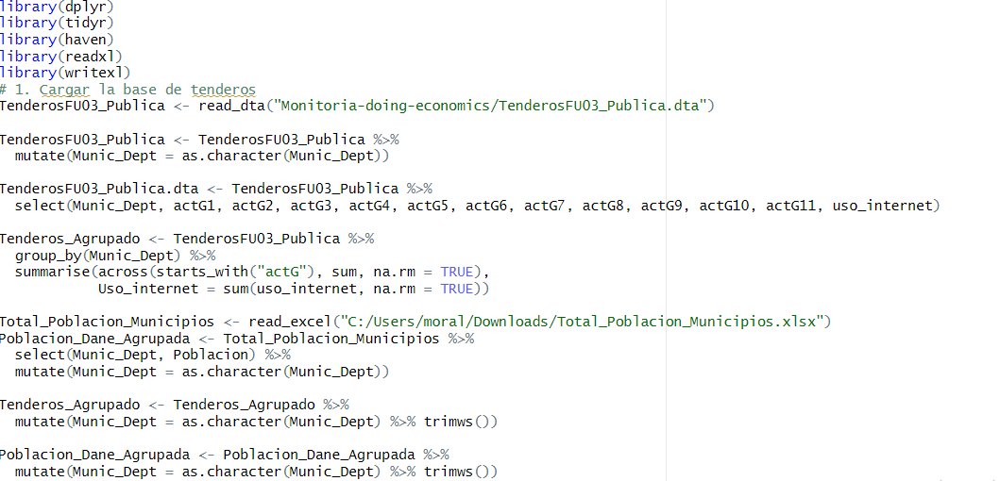 library(dplyr)
library(tidyr)
library(haven)
library(readxl)
library(writexl)
# 1. Cargar la base de tenderos
TenderosFU03_Publica <- read_dta("Monitoria-doing-economics/TenderosFU03_Publica.dta")
TenderosFU03_Publica <- TenderosFU03_Publica %>%
  mutate(Munic_Dept = as.character(Munic_Dept))
TenderosFU03_Publica.dta <- TenderosFU03_Publica %>%
  select(Munic_Dept, actG1, actG2, actG3, actG4, actG5, actG6, actG7, actG8, actG9, actG10, actG11, uso_internet)
Tenderos_Agrupado <- TenderosFU03_Publica %>%
  group_by(Munic_Dept) %>%
  summarise(across(starts_with("actG"), sum, na.rm = TRUE),
            Uso_internet = sum(uso_internet, na.rm = TRUE))
Total_Poblacion_Municipios <- read_excel("C:/Users/moral/Downloads/Total_Poblacion_Municipios.xlsx")
Poblacion_Dane_Agrupada <- Total_Poblacion_Municipios %>%
  select(Munic_Dept, Poblacion) %>%
  mutate(Munic_Dept = as.character(Munic_Dept))
Tenderos_Agrupado <- Tenderos_Agrupado %>%
  mutate(Munic_Dept = as.character(Munic_Dept) %>% trimws())
Poblacion_Dane_Agrupada <- Poblacion_Dane_Agrupada %>%
  mutate(Munic_Dept = as.character(Munic_Dept) %>% trimws())